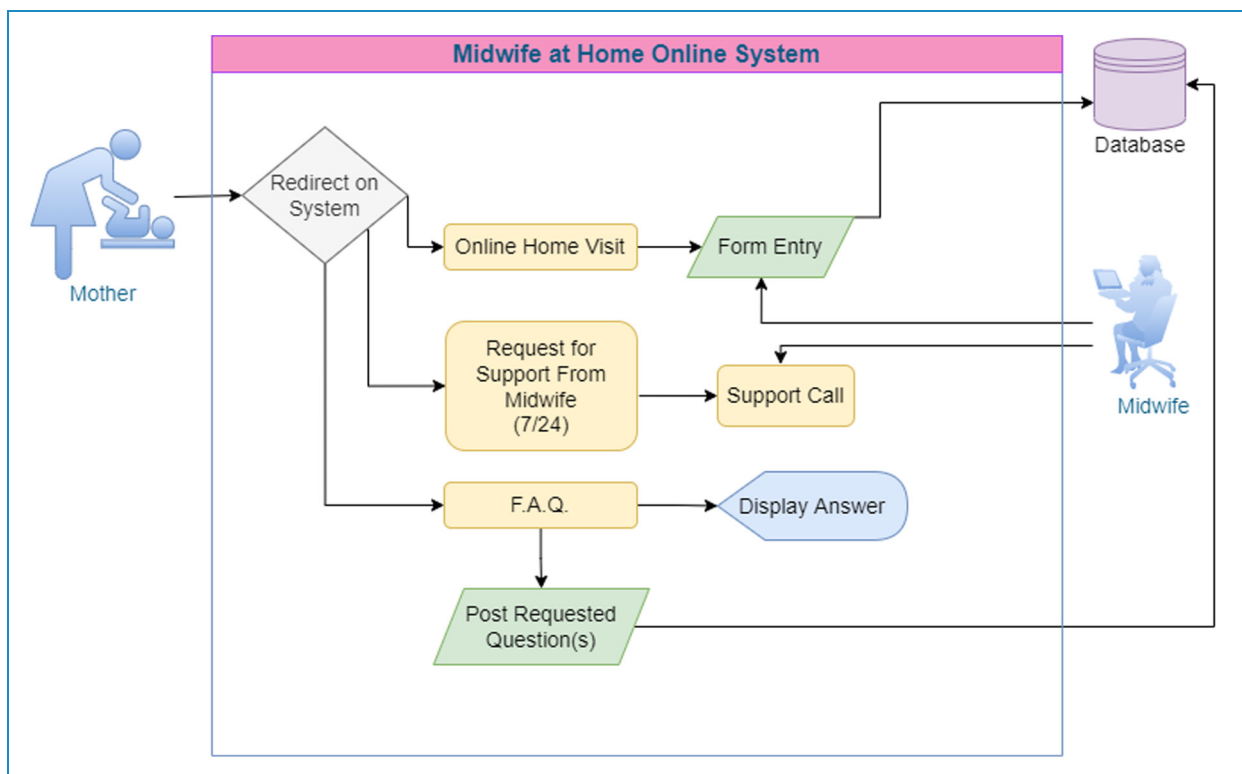 Midwife at Home Online System
Database
Redirect on
System
Mother
Online Home Visit
Form Entry
Request for
Support From
Midwife
(7/24)
Support Call
Midwife
F.A.Q.
Display Answer
Post Requested
Question(s)